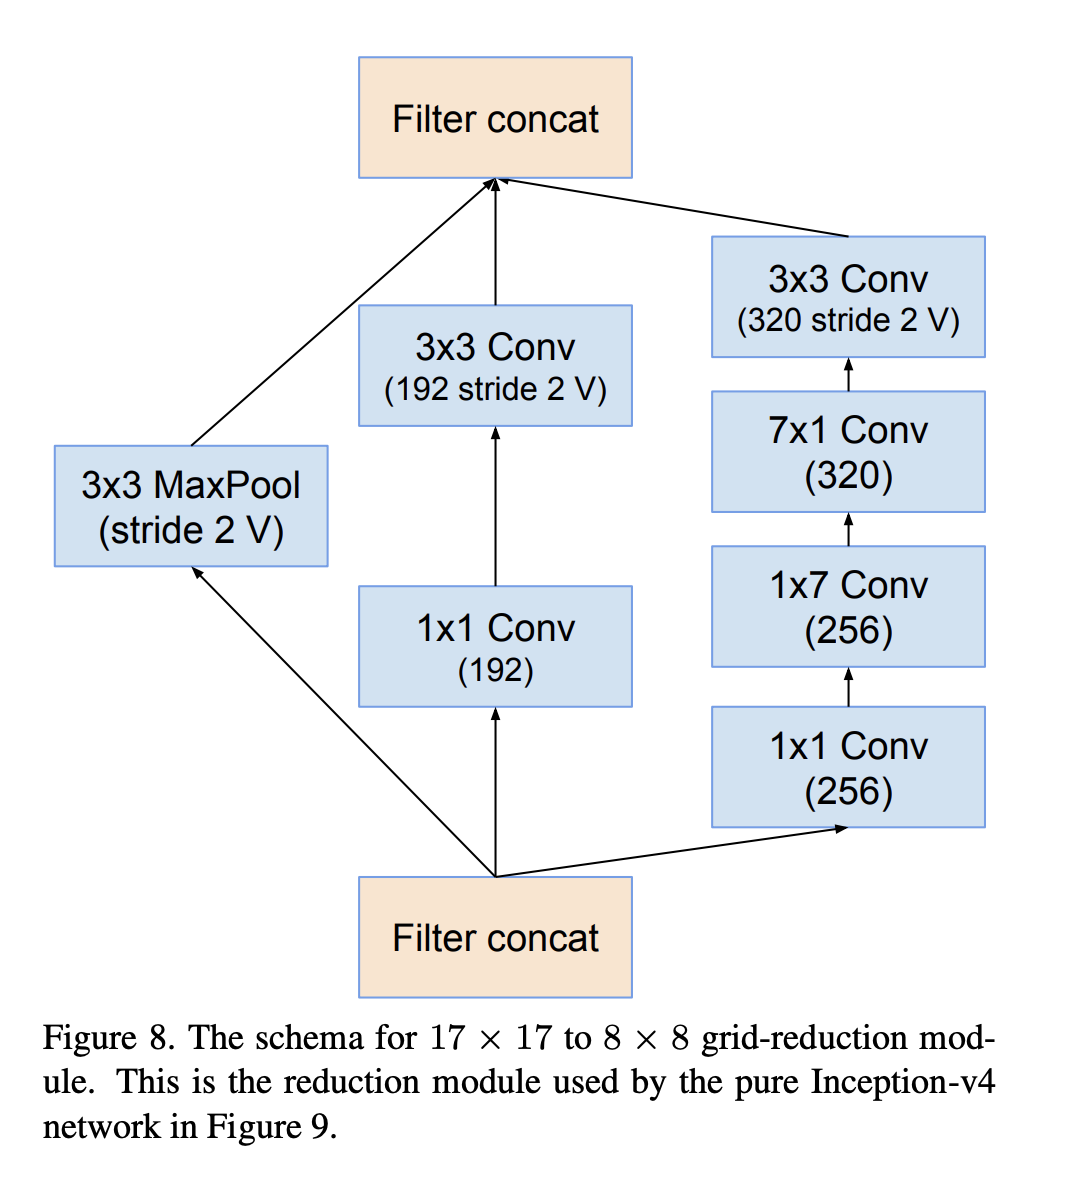 Filter concat
3x3 Conv
(320 stride 2 V)
3x3 Conv
(192 stride 2 V)
7x1 Conv
(320)
3x3 MaxPool
(stride 2 V)
1x7 Conv
(256)
1x1 Conv
(192)
1x1 Conv
(256)
Filter concat
Figure 8. The schema for 17 × 17 to 8 × 8 grid-reduction mod-
ule. This is the reduction module used by the pure Inception-v4
network in Figure 9.